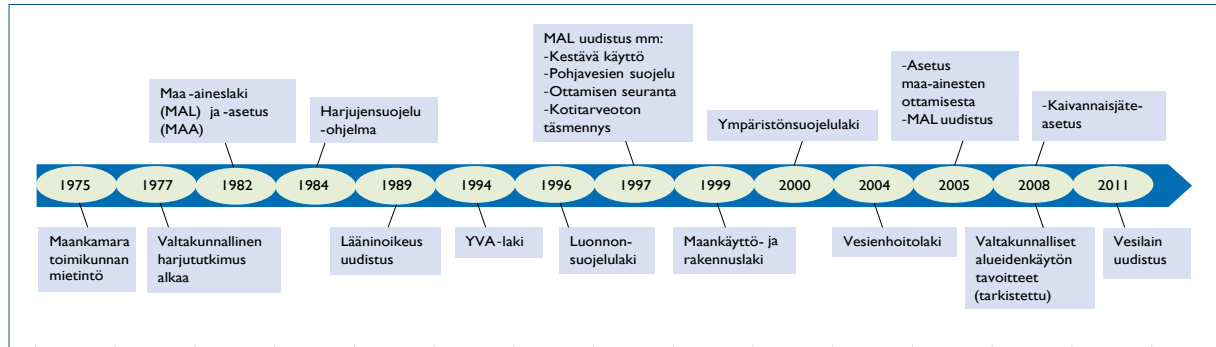 MAL uudistus mm:
-Kestävä käyttö
-Pohjavesien suojelu
-Ottamisen seuranta
-Kotitarveoton
täsmennys
Maa -aineslaki
(MAL) ja -asetus
(MAA)
Harjujensuojelu
-ohjelma
Ympäristönsuojelulaki
-Asetus
maa-ainesten
ottamisesta
-MAL uudistus
-Kaivannaisjäte-
asetus
1975 1977 1982 1984 1989 1994 1996 1997 1999 2000 2004 2005 2008 2011
Maankamara
toimikunnan
mietintö
Valtakunnallinen
harjututkimus
alkaa
Lääninoikeus
uudistus
YVA-laki
Luonnon-
suojelulaki
Maankäyttö- ja
rakennuslaki
Vesienhoitolaki
Valtakunnalliset
alueidenkäytön
tavoitteet
(tarkistettu)
Vesilain
uudistus